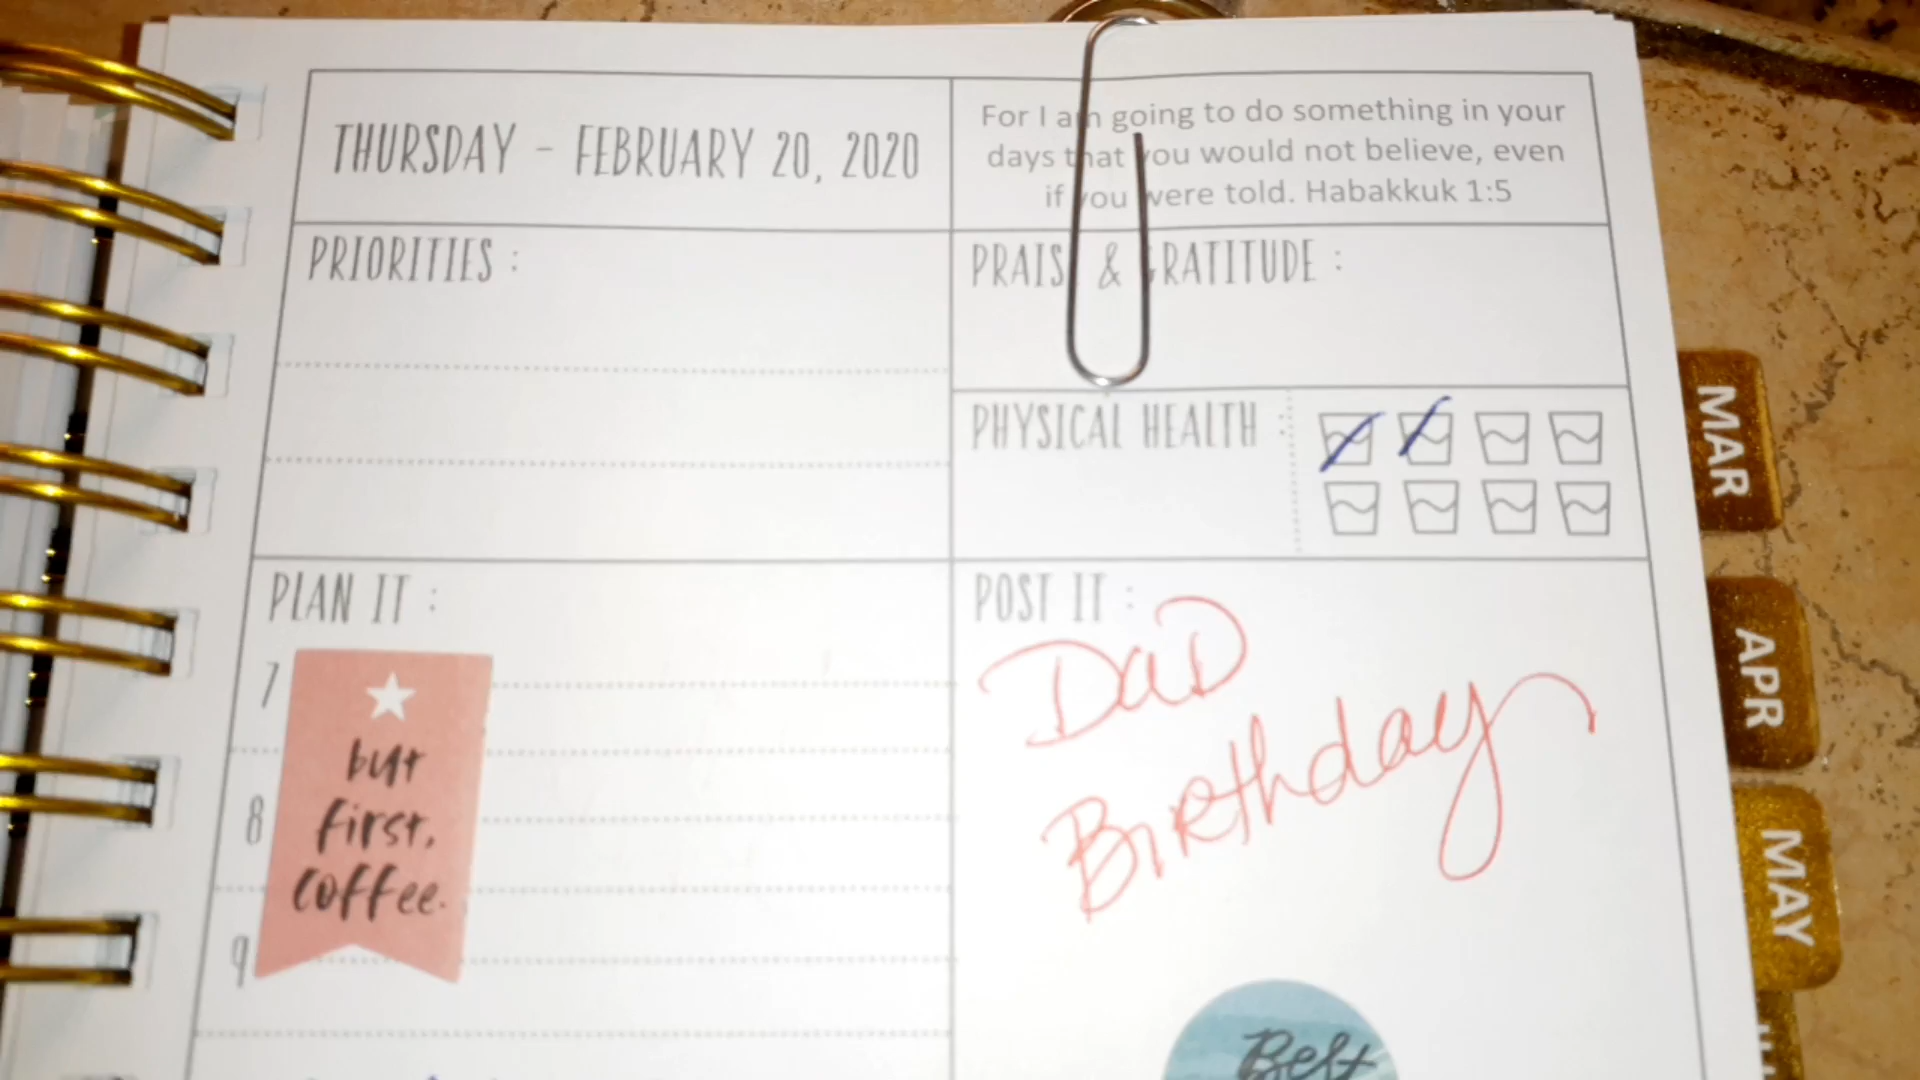 THURSDAY - FEBRUARY 20, 2020
For I am going to do something in your
days that you would not believe, even
if you were told. Habakkuk 1:5
PRIORITIES :
PRAISE & GRATITUDE :
PHYSICAL HEALTH :
PLAN IT :
7
8
9
but
first,
coffee.
POST IT :
DaD
Birthday
Best
MAR
APR
MAY